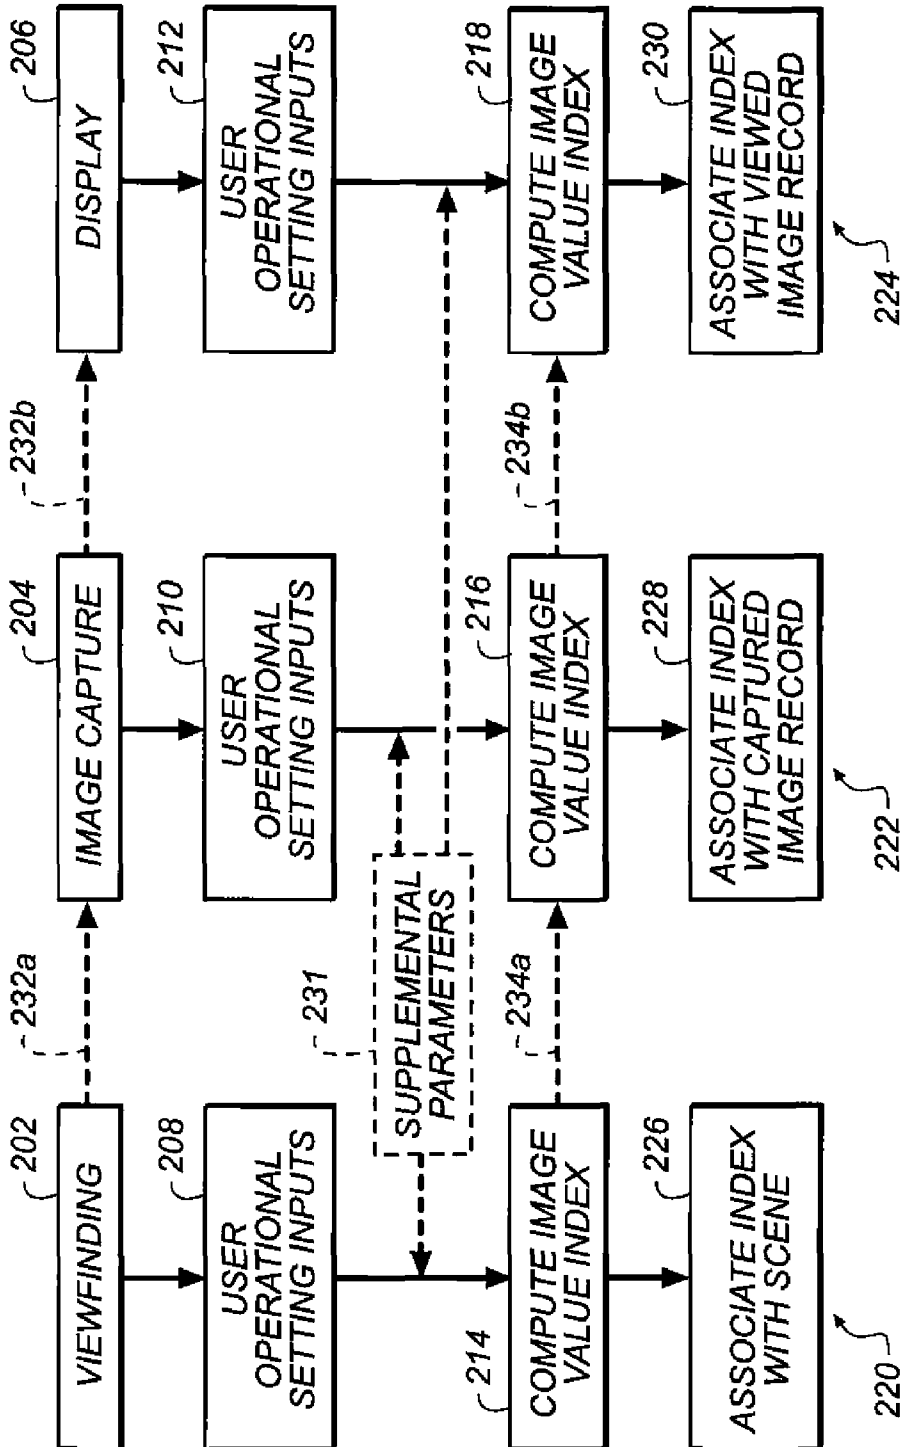 202
VIEWFINDING
232a
204
IMAGE CAPTURE
232b
206
DISPLAY
208
USER
OPERATIONAL
SETTING INPUTS
210
USER
OPERATIONAL
SETTING INPUTS
212
USER
OPERATIONAL
SETTING INPUTS
231
SUPPLEMENTAL
PARAMETERS
214
COMPUTE IMAGE
VALUE INDEX
234a
216
COMPUTE IMAGE
VALUE INDEX
234b
218
COMPUTE IMAGE
VALUE INDEX
226
ASSOCIATE INDEX
WITH SCENE
228
ASSOCIATE INDEX
WITH CAPTURED
IMAGE RECORD
230
ASSOCIATE INDEX
WITH VIEWED
IMAGE RECORD
220
222
224